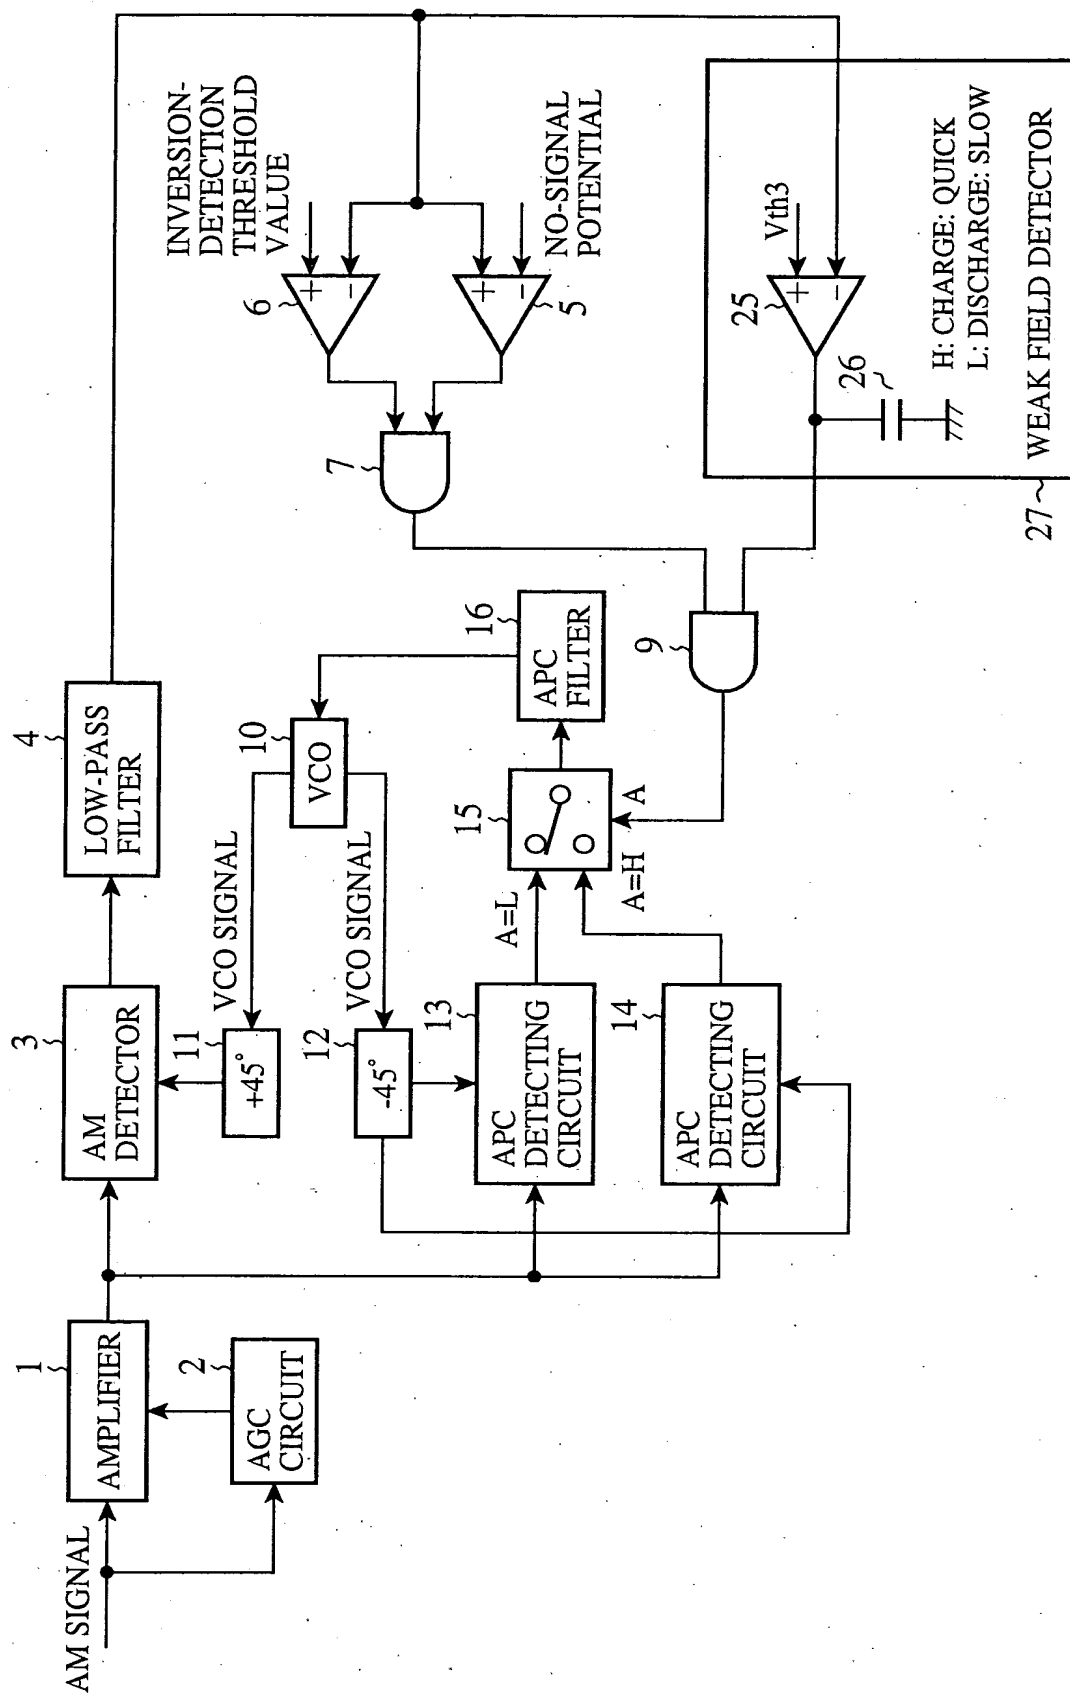 AM SIGNAL
1
AMPLIFIER
2
AGC
CIRCUIT
3
AM
DETECTOR
4
LOW-PASS
FILTER
11
+45°
VCO SIGNAL
12
-45°
VCO SIGNAL
10
VCO
13
APC
DETECTING
CIRCUIT
14
APC
DETECTING
CIRCUIT
A=L
A=H
15
A
16
APC
FILTER
INVERSION-
DETECTION
THRESHOLD
VALUE
6
+
-
NO-SIGNAL
POTENTIAL
5
+
-
7
9
Vth3
25
+
-
26
H: CHARGE: QUICK
L: DISCHARGE: SLOW
27
WEAK FIELD DETECTOR